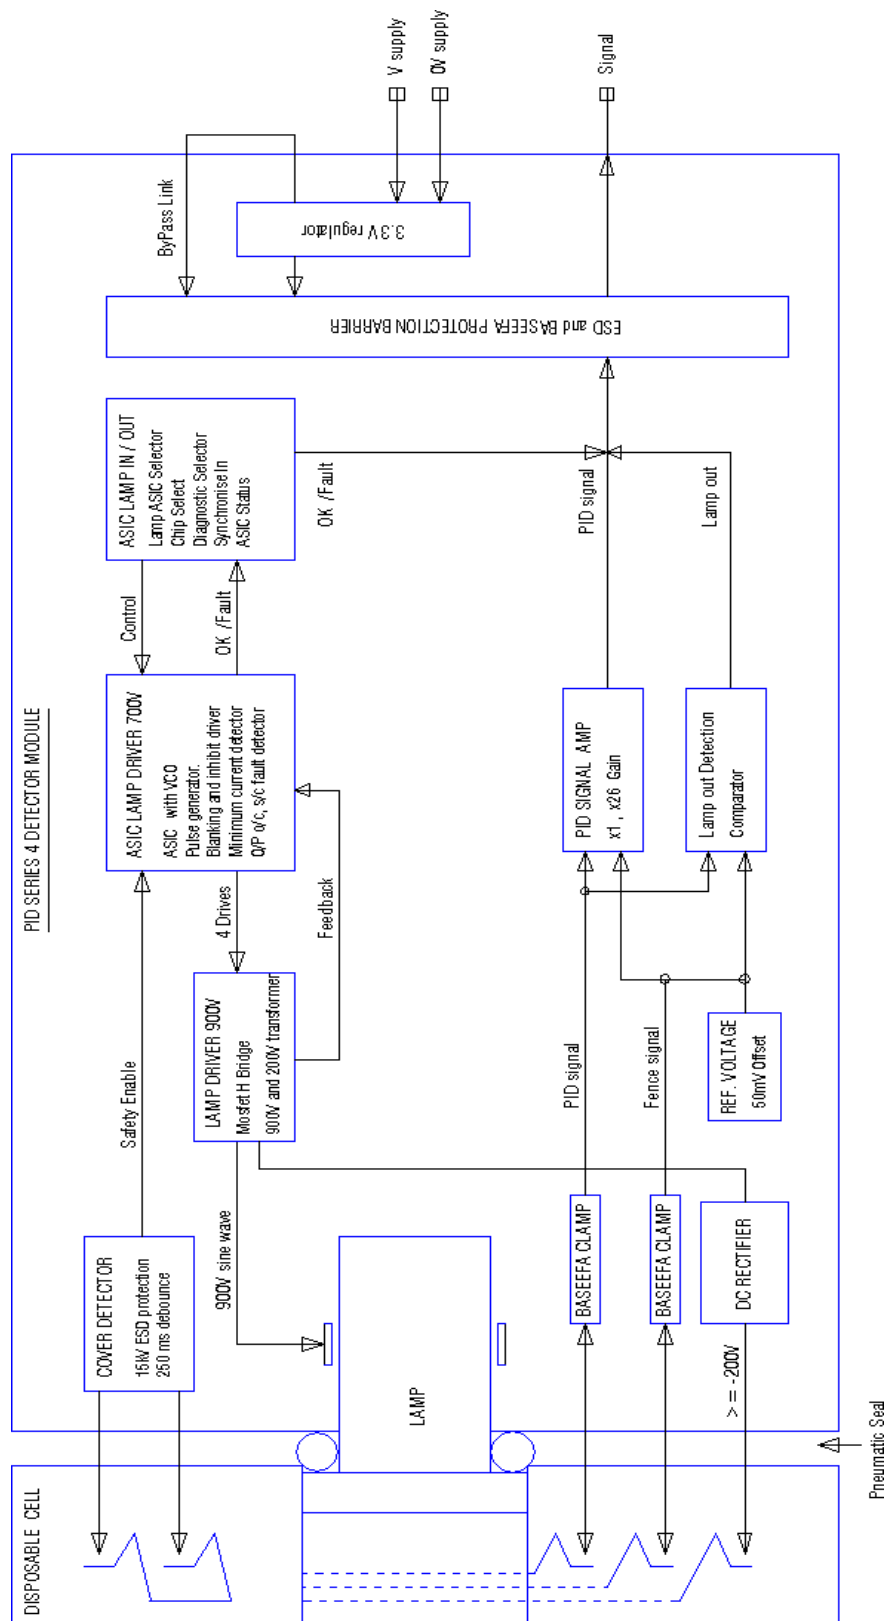 DISPOSABLE CELL
PID SERIES 4 DETECTOR MODULE
COVER DETECTOR
15kV ESD protection
250 ms debounce
Safety Enable
ASIC LAMP DRIVER 700V
ASIC with VCO
Pulse generator.
Blanking and inhibit driver
Minimum current detector
O/P o/c, s/c fault detector
Control
OK /Fault
ASIC LAMP IN / OUT
Lamp ASIC Selector
Chip Select
Diagnostic Selector
Synchronise In
ASIC Status
OK /Fault
ByPass Link
3.3V regulator
V supply
0V supply
ESD and BASEEFA PROTECTION BARRIER
Signal
900V sine wave
LAMP DRIVER 900V
Mosfet H Bridge
900V and 200V transformer
4 Drives
Feedback
LAMP
BASEEFA CLAMP
PID signal
PID SIGNAL AMP
x1 , x26 Gain
PID signal
BASEEFA CLAMP
Fence signal
Lamp out Detection
Comparator
Lamp out
> = -200V
DC RECTIFIER
REF. VOLTAGE
50mV Offset
Pneumatic Seal